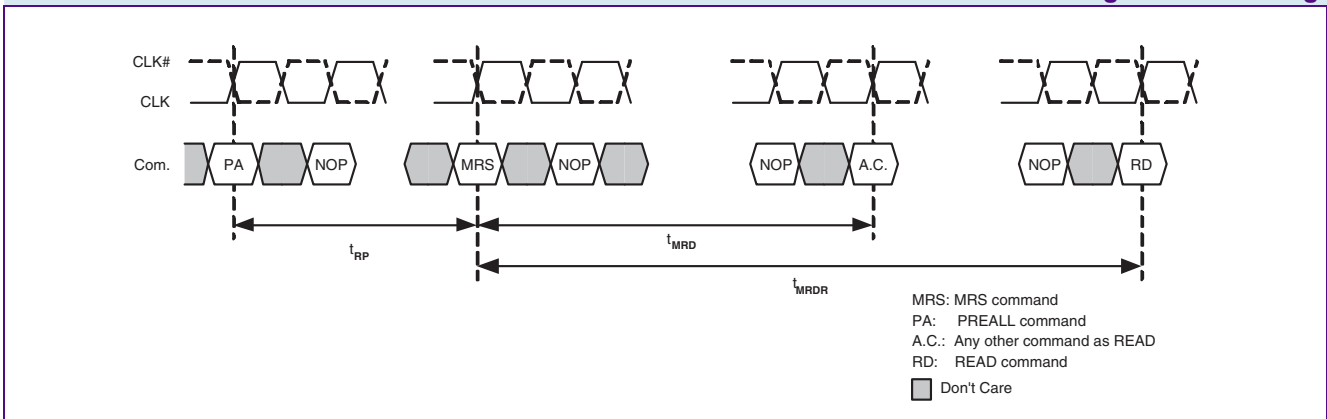 CLK#
CLK
Com.
PA
NOP
MRS
NOP
NOP
A.C.
NOP
RD
tRP
tMRD
tMRDR
MRS: MRS command
PA: PREALL command
A.C.: Any other command as READ
RD: READ command
Don't Care